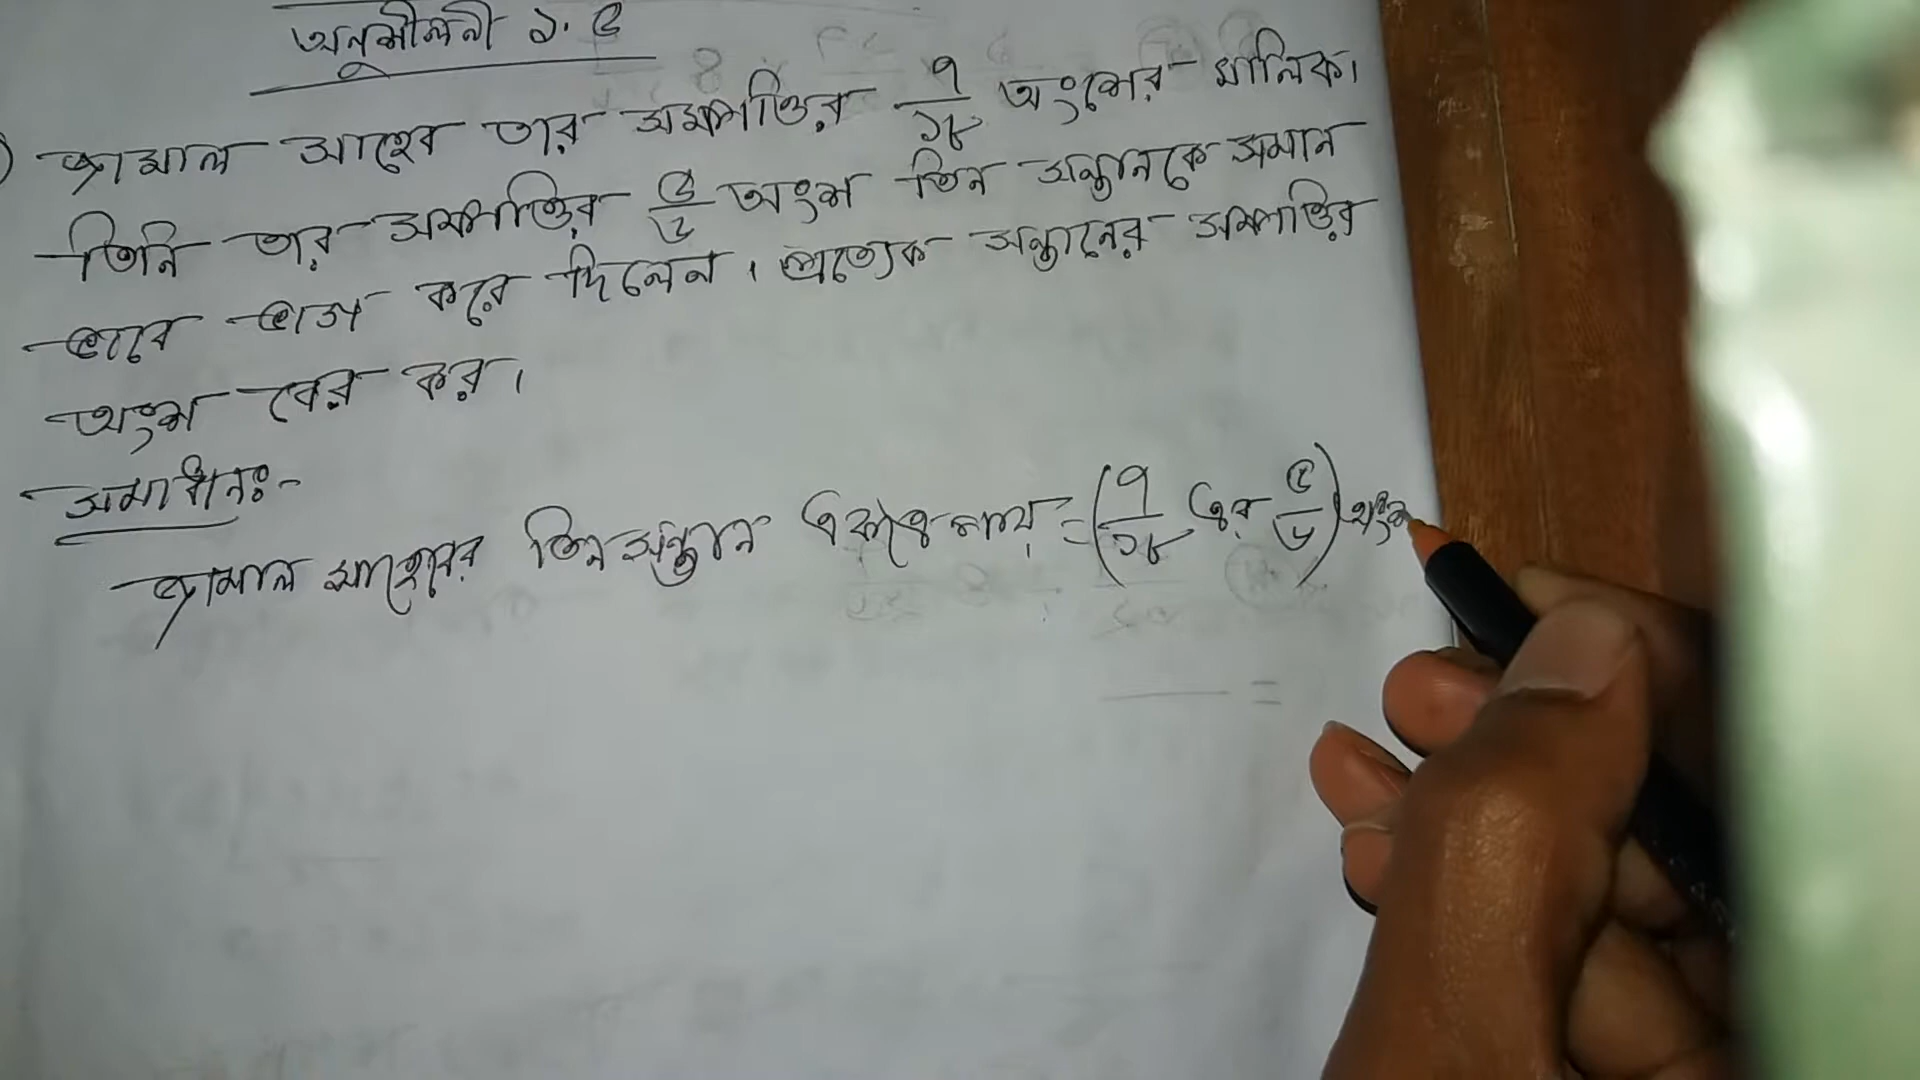 অনুশীলনী ১.৫
জামাল সাহেব তার সম্পত্তির ৭/১৮ অংশের মালিক।
তিনি তার সম্পত্তির ৫/৬ অংশ তিন সন্তানকে সমান
ভাবে ভাগ করে দিলেন। প্রত্যেক সন্তানের সম্পত্তির
অংশ বের কর।
সমাধানঃ-
জামাল সাহেবের তিন সন্তান একত্রে পায় = (৭/১৮ এর ৫/৬) অংশ